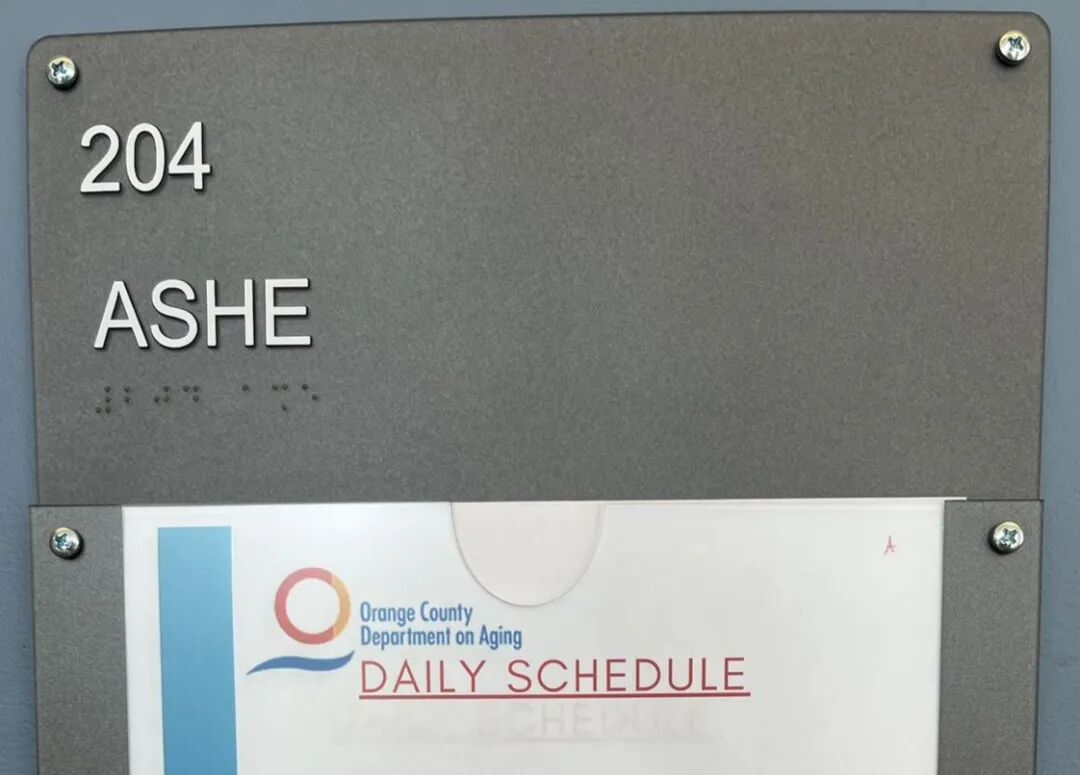 204
ASHE
⠼⠃⠚⠙ ⠁⠩⠑
A
Orange County
Department on Aging
DAILY SCHEDULE